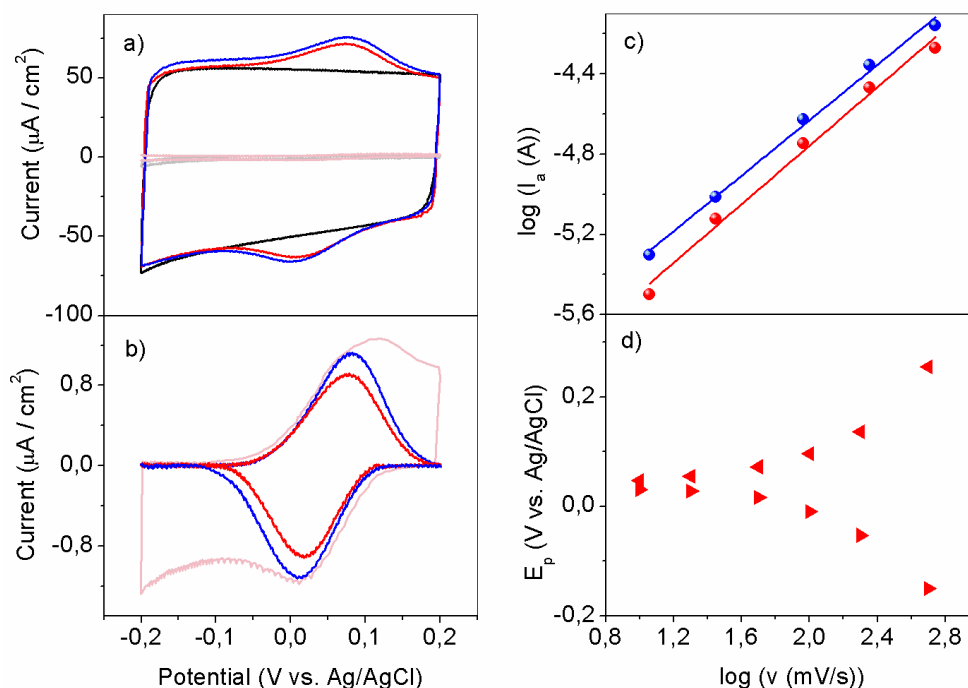 a)
50
0
-50
-100
Current (μA / cm²)
b)
0,8
0,0
-0,8
Current (μA / cm²)
-0,2
-0,1
0,0
0,1
0,2
Potential (V vs. Ag/AgCl)
c)
-4,4
-4,8
-5,2
-5,6
log (Iₐ (A))
d)
0,2
0,0
-0,2
Eₚ (V vs. Ag/AgCl)
0,8
1,2
1,6
2,0
2,4
2,8
log (v (mV/s))